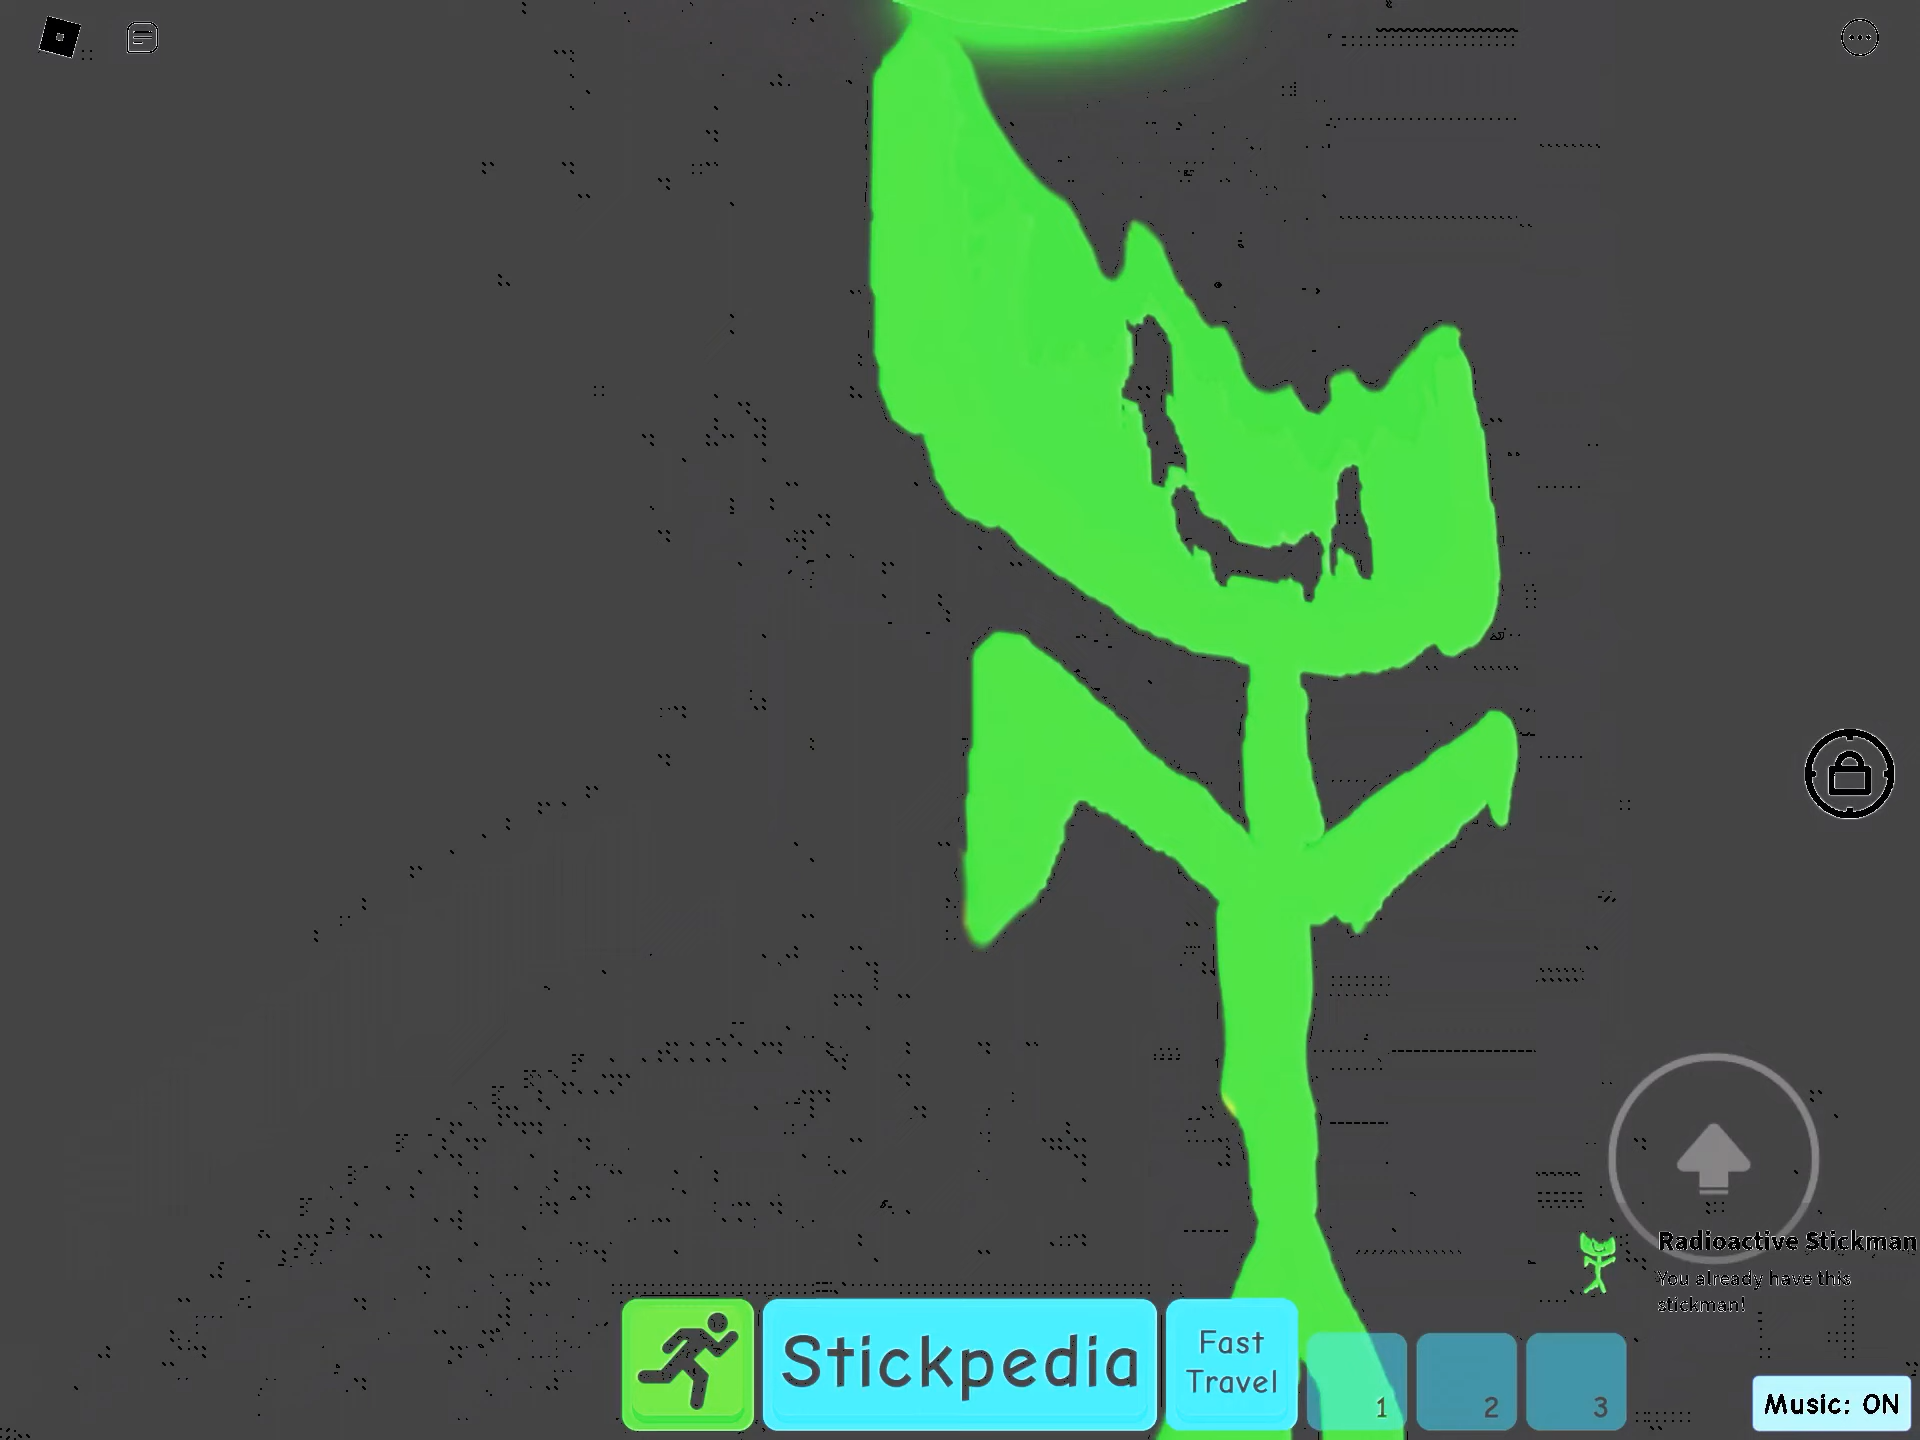 Radioactive Stickman
You already have this
stickman!
Stickpedia
Fast
Travel
1
2
3
Music: ON